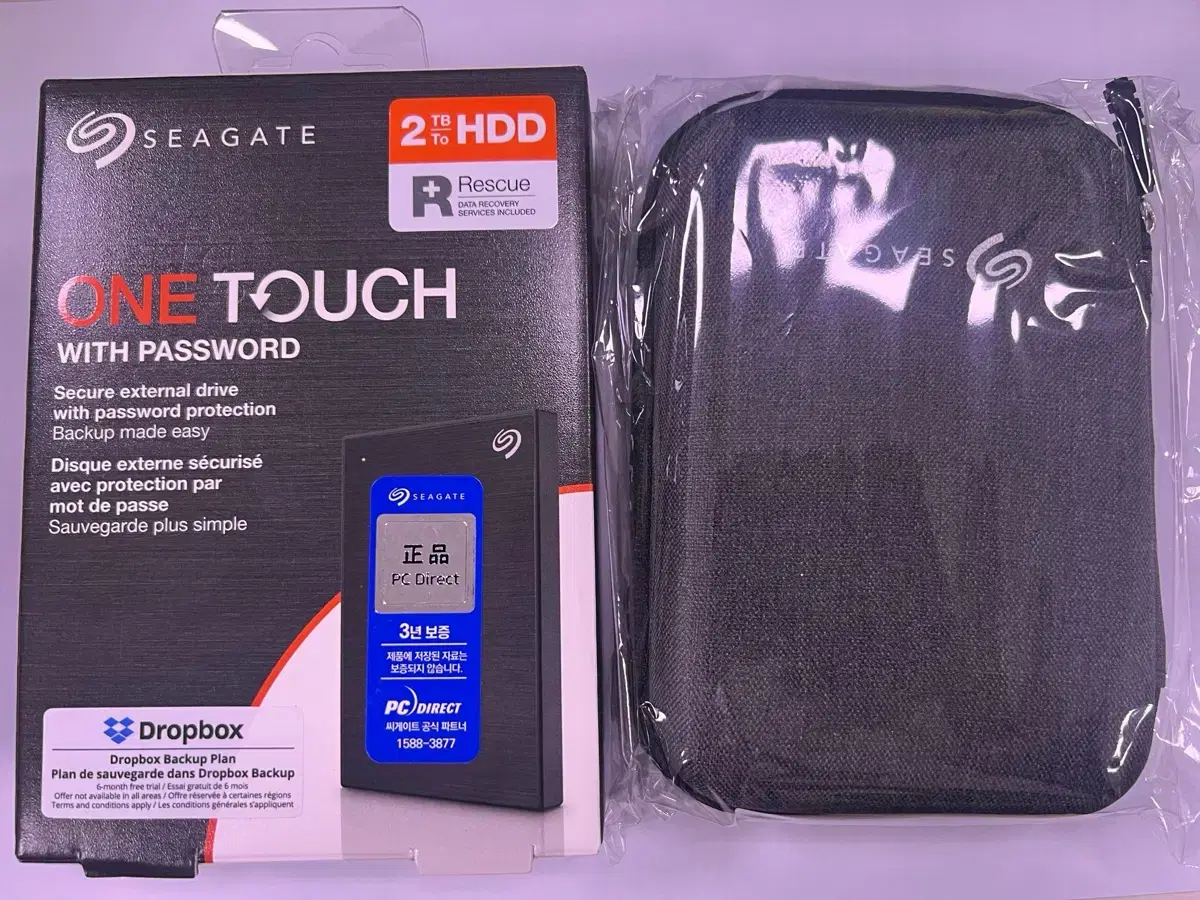 SEAGATE
2 TB To HDD
Rescue
DATA RECOVERY
SERVICES INCLUDED
ONE TOUCH
WITH PASSWORD
Secure external drive
with password protection
Backup made easy
Disque externe sécurisé
avec protection par
mot de passe
Sauvegarde plus simple
SEAGATE
正品
PC Direct
3년 보증
제품에 저장된 자료는
보증되지 않습니다.
PC DIRECT
씨게이트 공식 파트너
1588-3877
Dropbox
Dropbox Backup Plan
Plan de sauvegarde dans Dropbox Backup
6-month free trial / Essai gratuit de 6 mois
Offer not available in all areas / Offre réservée à certaines régions
Terms and conditions apply / Les conditions générales s'appliquent
SEAGATE